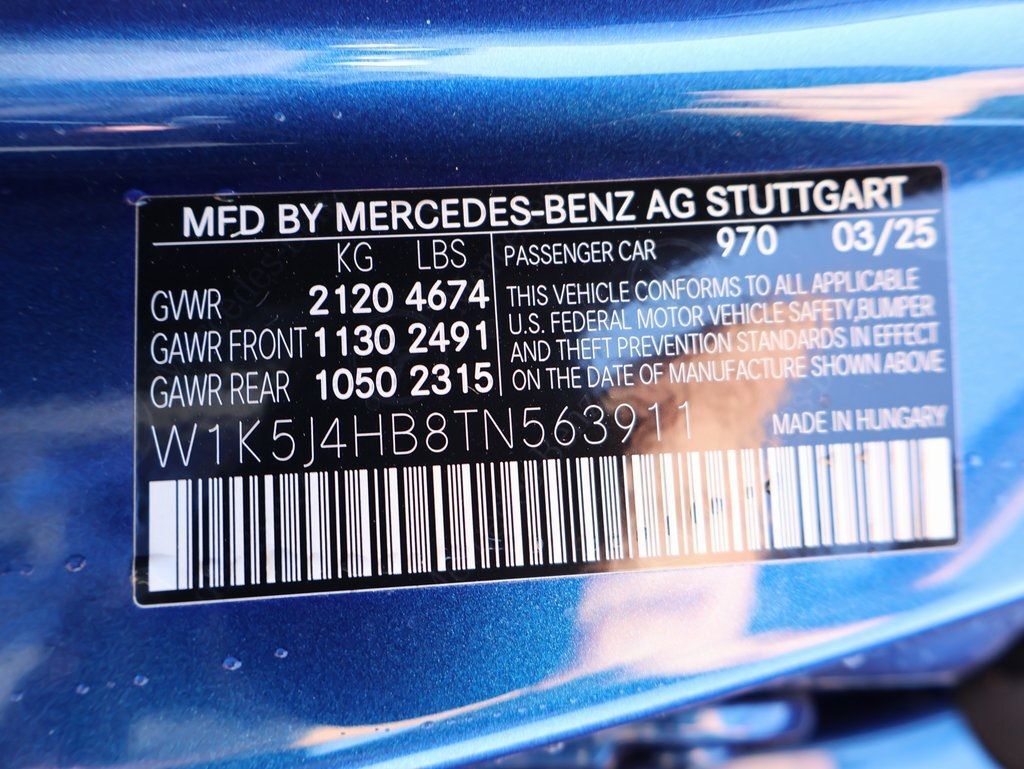 MFD BY MERCEDES-BENZ AG STUTTGART
KG LBS
GVWR 2120 4674
GAWR FRONT 1130 2491
GAWR REAR 1050 2315
PASSENGER CAR 970 03/25
THIS VEHICLE CONFORMS TO ALL APPLICABLE
U.S. FEDERAL MOTOR VEHICLE SAFETY,BUMPER
AND THEFT PREVENTION STANDARDS IN EFFECT
ON THE DATE OF MANUFACTURE SHOWN ABOVE
W1K5J4HB8TN563911
MADE IN HUNGARY